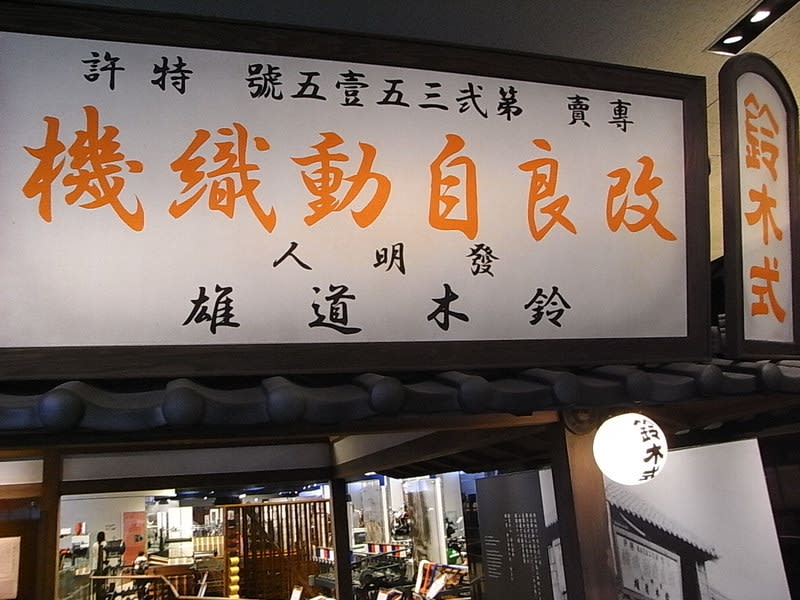 專賣 第弍三五壹五號 特許
改良自動織機
發明人
鈴木道雄
鈴木式
鈴木式